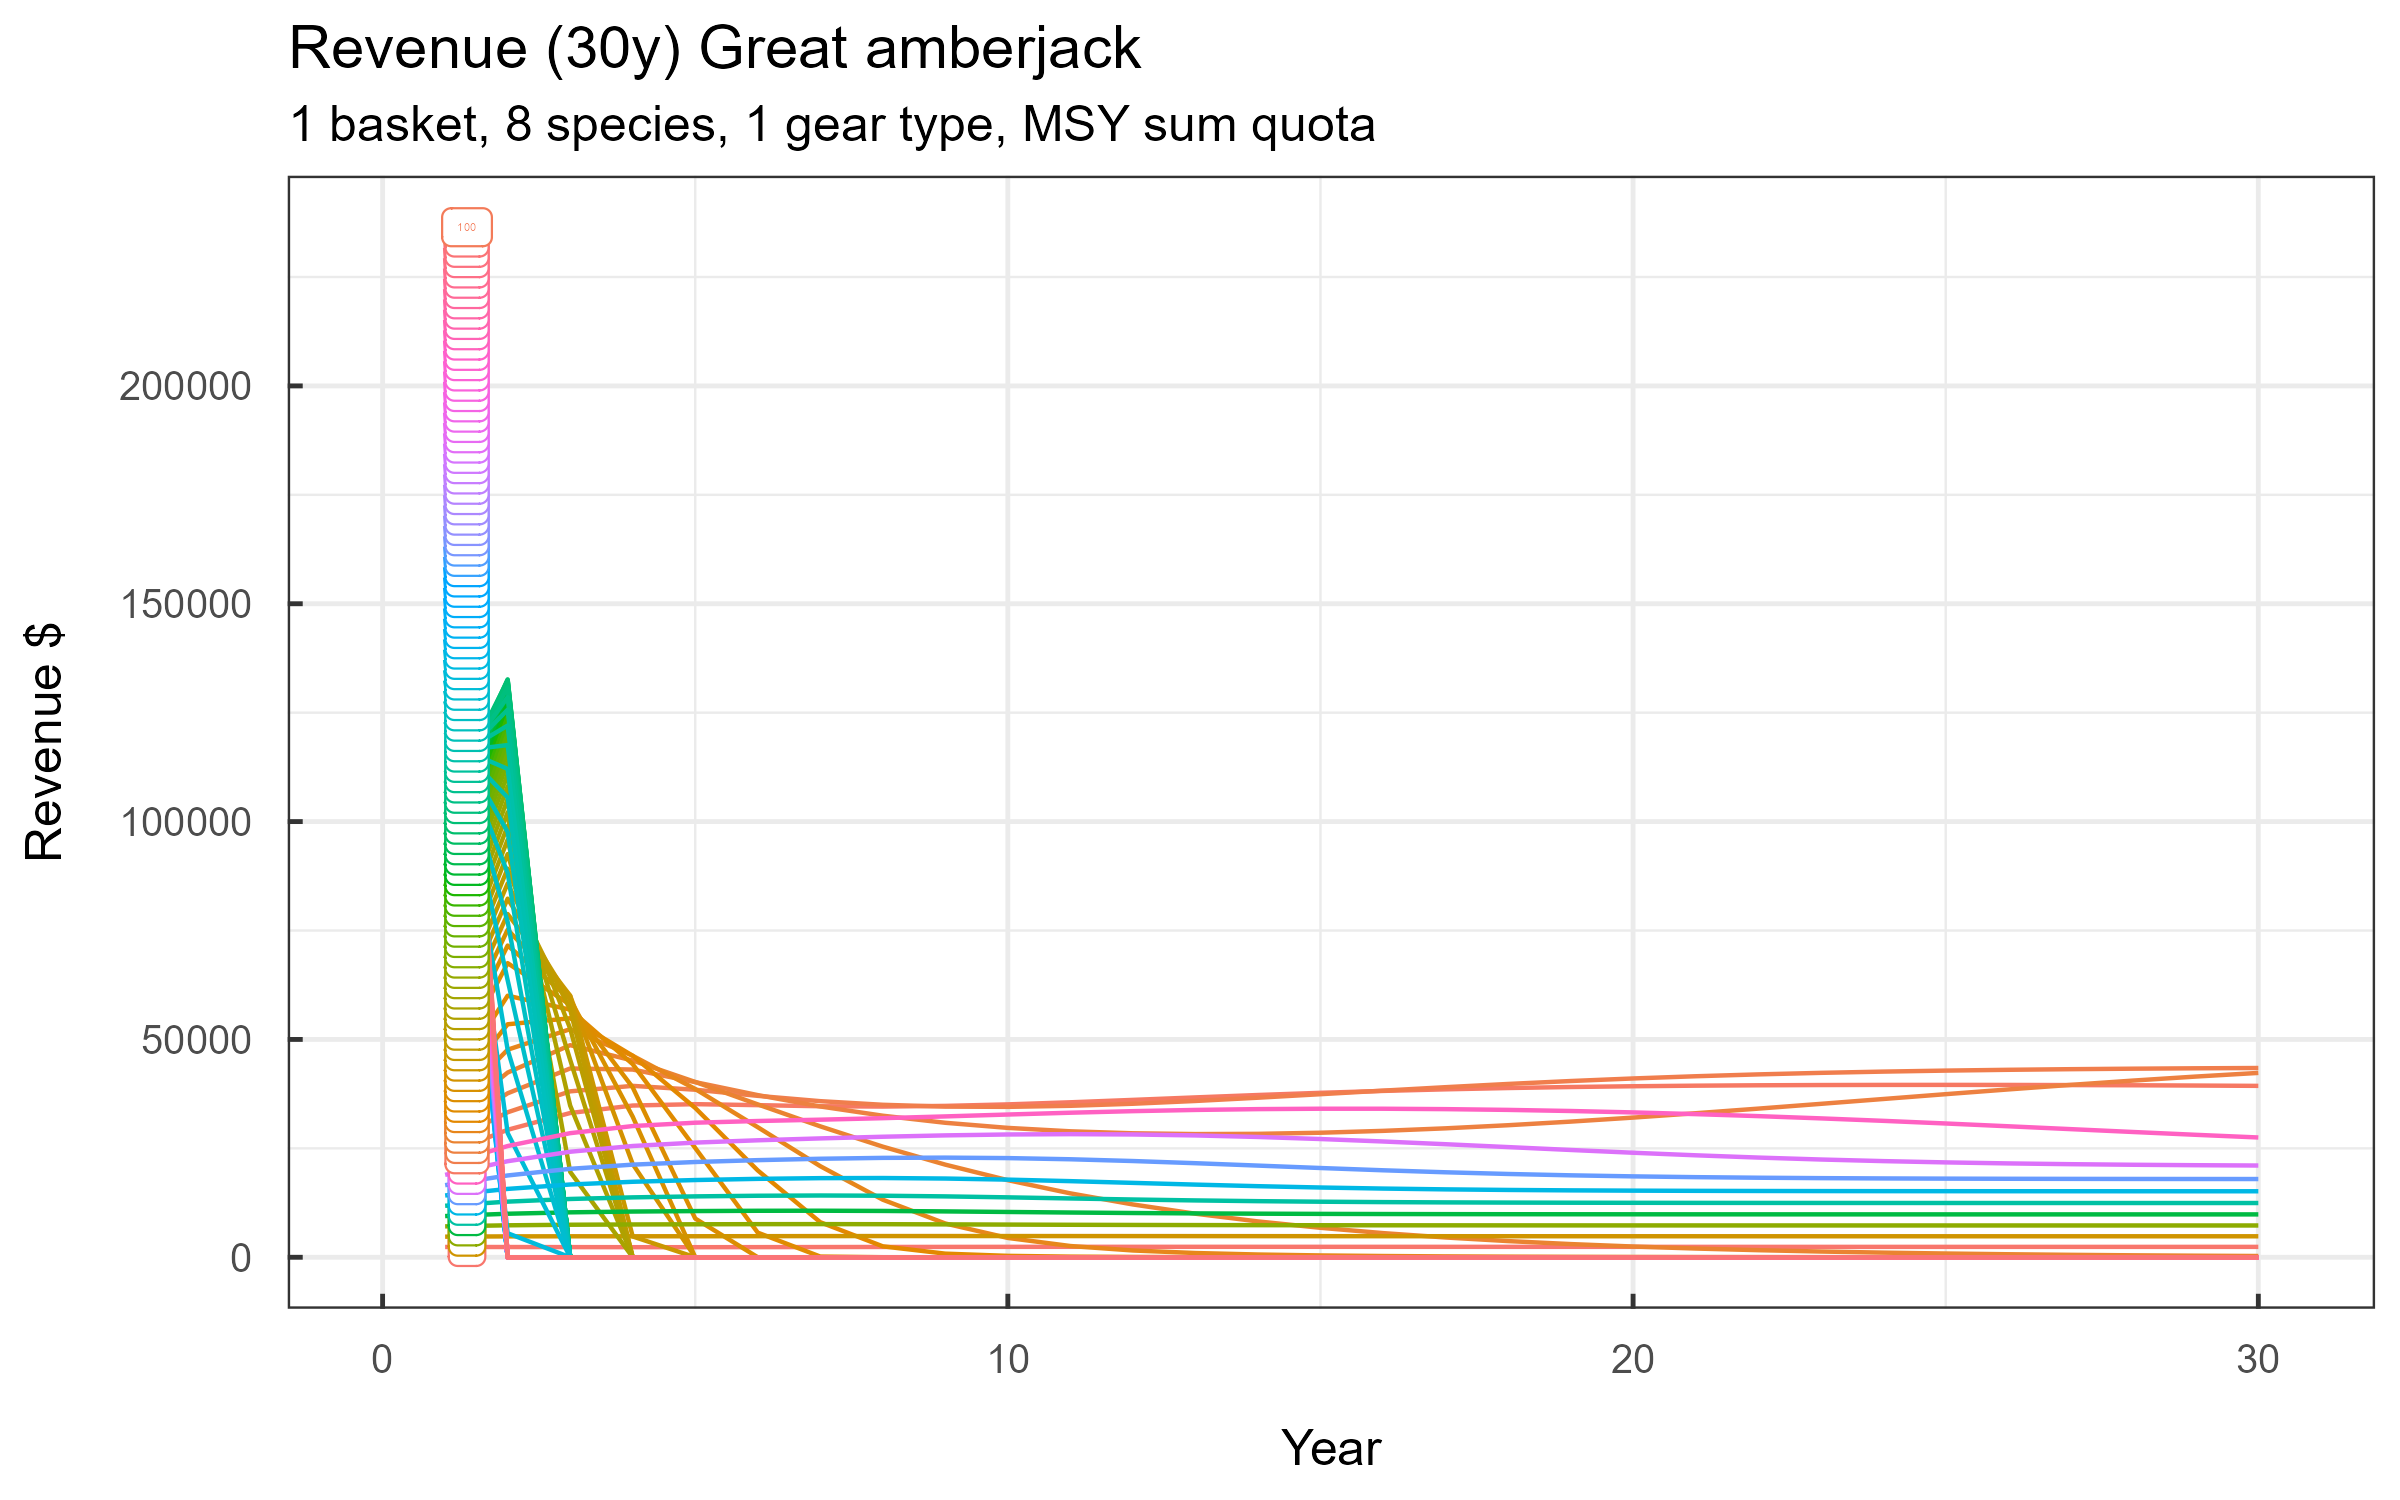 Revenue (30y) Great amberjack
1 basket, 8 species, 1 gear type, MSY sum quota
100
200000
150000
100000
50000
0
Revenue $
0 10 20 30
Year